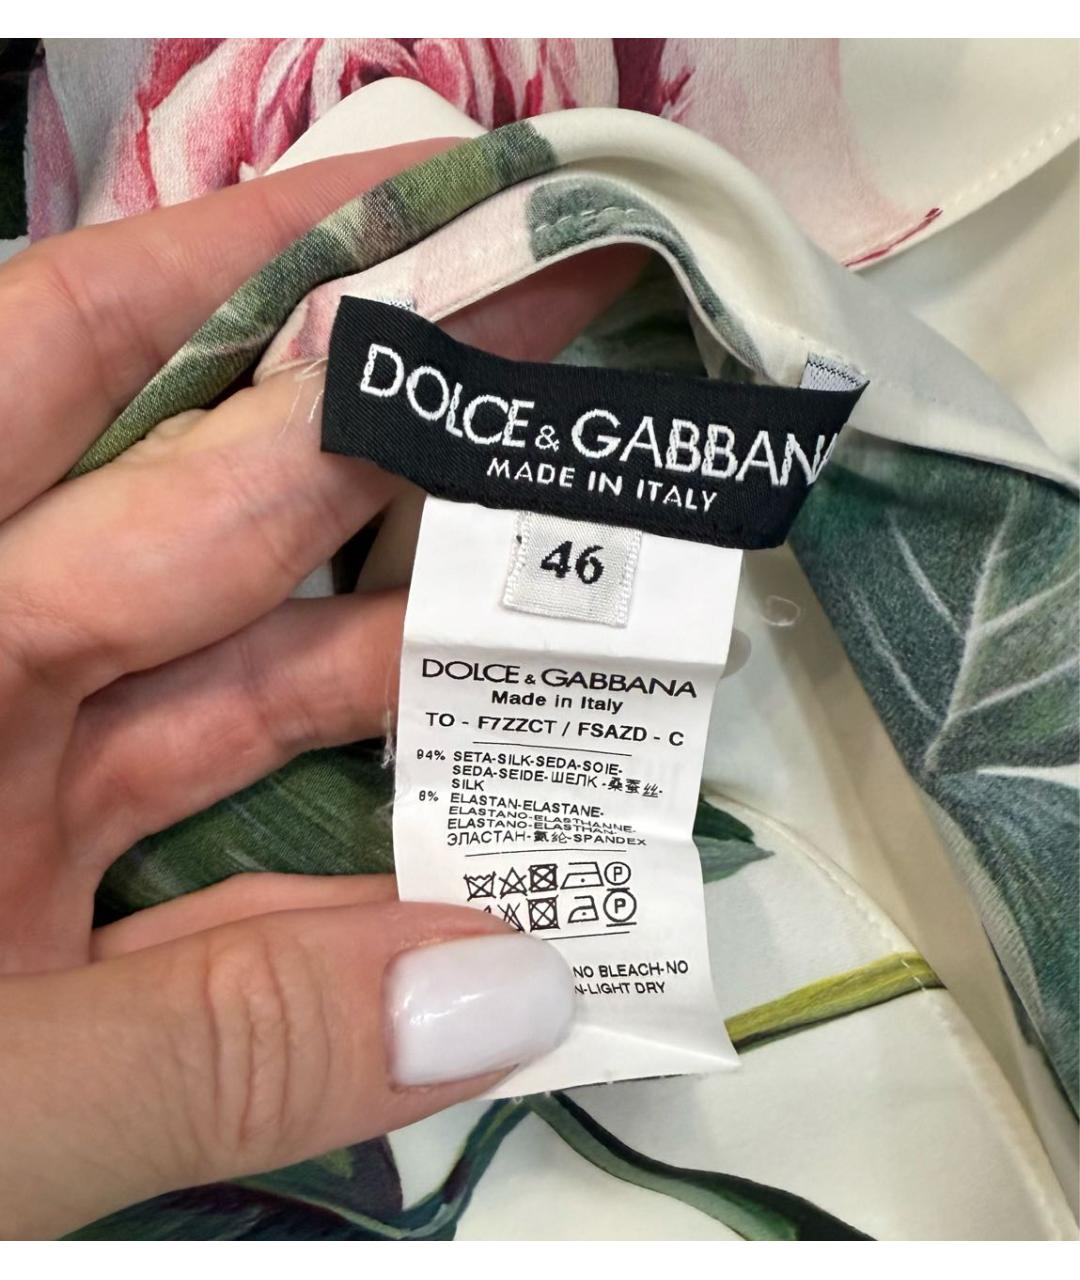 DOLCE & GABBANA
MADE IN ITALY
46
DOLCE & GABBANA
Made in Italy
TO - F7ZZCT / FSAZD - C
94% SETA-SILK-SEDA-SOIE-
SEDA-SEIDE-ШЕЛК-桑蚕丝-
SILK
6% ELASTAN-ELASTANE-
ELASTANO-ELASTHANNE-
ELASTANO-ELASTHAN-
ЭЛАСТАН-氨纶-SPANDEX
P
P
NO BLEACH-NO
LIGHT DRY